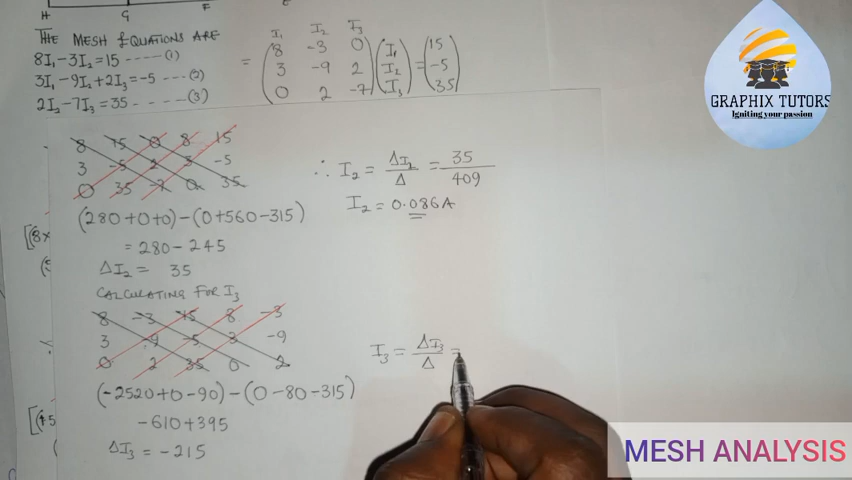 H G F E
THE MESH EQUATIONS ARE
8I₁-3I₂=15 ------(1)
3I₁-9I₂+2I₃=-5 ---(2)
2I₂-7I₃=35 - - - - -(3)
I₁ I₂ I₃
= (8 -3 0) (I₁) = (15)
(3 -9 2) (I₂) (-5)
(0 2 -7) (I₃) (35)
GRAPHIX TUTORS
Igniting your passion
8 15 0 8 15
3 -5 2 3 -5
0 35 -7 0 35
(280+0+0)-(0+560-315)
= 280-245
ΔI₂ = 35
∴ I₂ = ΔI₂/Δ = 35/409
I₂ = 0.086A
[(8×
CALCULATING FOR I₃
8 -3 15 8 -3
3 -9 -5 3 -9
0 2 35 0 2
(-2520+0-90)-(0-80-315)
-610+395
ΔI₃ = -215
I₃ = ΔI₃/Δ =
MESH ANALYSIS